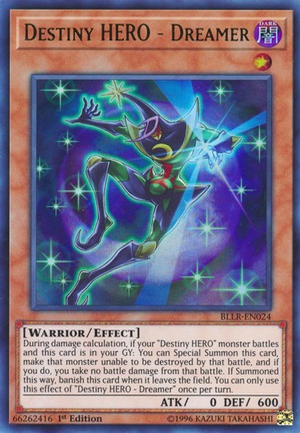 DESTINY HERO - DREAMER
DARK
闇
BLLR-EN024
[WARRIOR/EFFECT]
During damage calculation, if your "Destiny HERO" monster battles
and this card is in your GY: You can Special Summon this card,
make that monster unable to be destroyed by that battle, and if
you do, you take no battle damage from that battle. If Summoned
this way, banish this card when it leaves the field. You can only use
this effect of "Destiny HERO - Dreamer" once per turn.
ATK/ 0 DEF/ 600
66262416 1st Edition ©1996 KAZUKI TAKAHASHI